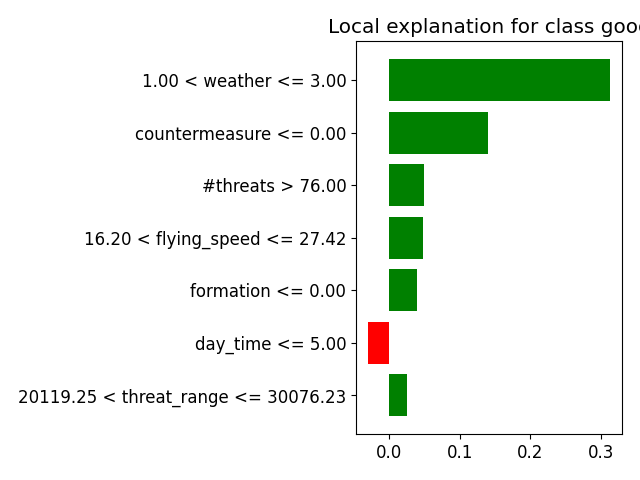 Local explanation for class goo
1.00 < weather <= 3.00
countermeasure <= 0.00
#threats > 76.00
16.20 < flying_speed <= 27.42
formation <= 0.00
day_time <= 5.00
20119.25 < threat_range <= 30076.23
0.0 0.1 0.2 0.3